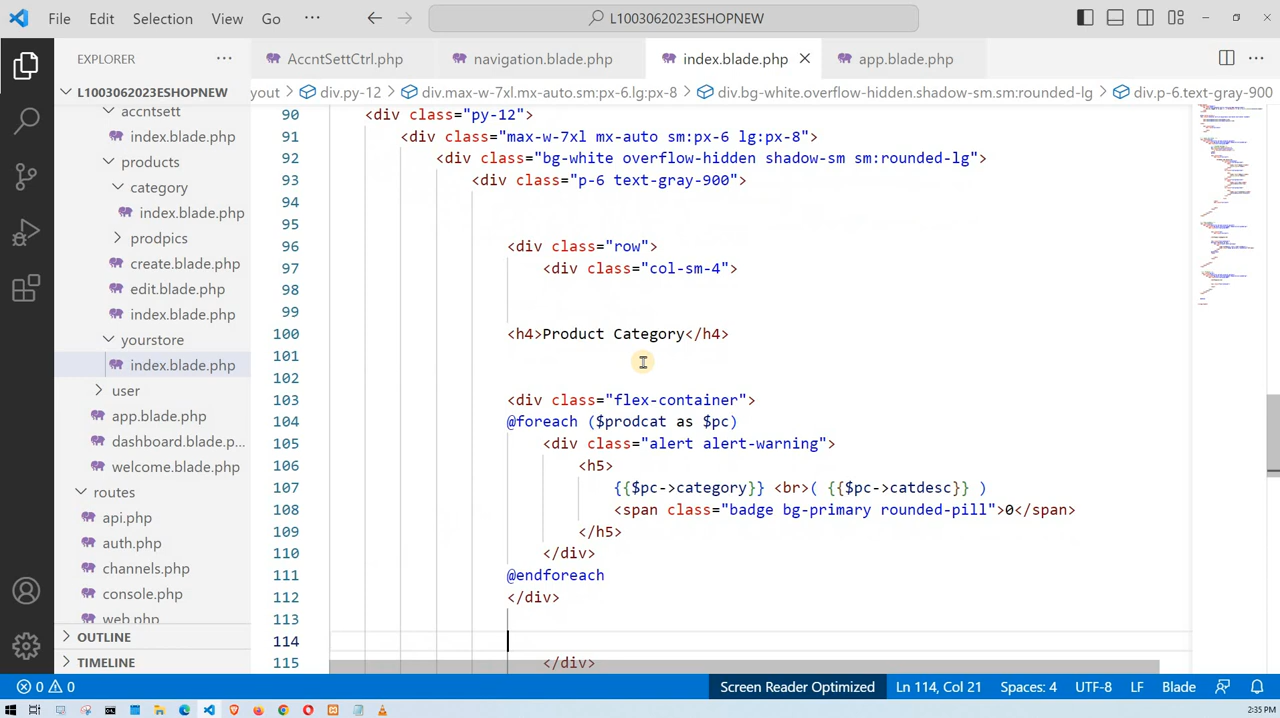 File Edit Selection View Go ··· L1003062023ESHOPNEW
EXPLORER ···
AccntSettCtrl.php navigation.blade.php index.blade.php app.blade.php ···
L1003062023ESHOPNEW
yout > div.py-12 > div.max-w-7xl.mx-auto.sm:px-6.lg:px-8 > div.bg-white.overflow-hidden.shadow-sm.sm:rounded-lg > div.p-6.text-gray-900
accntsett
index.blade.php
products
category
index.blade.php
prodpics
create.blade.php
edit.blade.php
index.blade.php
yourstore
index.blade.php
user
app.blade.php
dashboard.blade.p...
welcome.blade.php
routes
api.php
auth.php
channels.php
console.php
web.php
OUTLINE
TIMELINE
90 <div class="py-12">
91 <div class="max-w-7xl mx-auto sm:px-6 lg:px-8">
92 <div class="bg-white overflow-hidden shadow-sm sm:rounded-lg">
93 <div class="p-6 text-gray-900">
94
95
96 <div class="row">
97 <div class="col-sm-4">
98
99
100 <h4>Product Category</h4>
101
102
103 <div class="flex-container">
104 @foreach ($prodcat as $pc)
105 <div class="alert alert-warning">
106 <h5>
107 {{$pc->category}} <br>( {{$pc->catdesc}} )
108 <span class="badge bg-primary rounded-pill">0</span>
109 </h5>
110 </div>
111 @endforeach
112 </div>
113
114
115 </div>
0 0 Screen Reader Optimized Ln 114, Col 21 Spaces: 4 UTF-8 LF Blade
2:35 PM